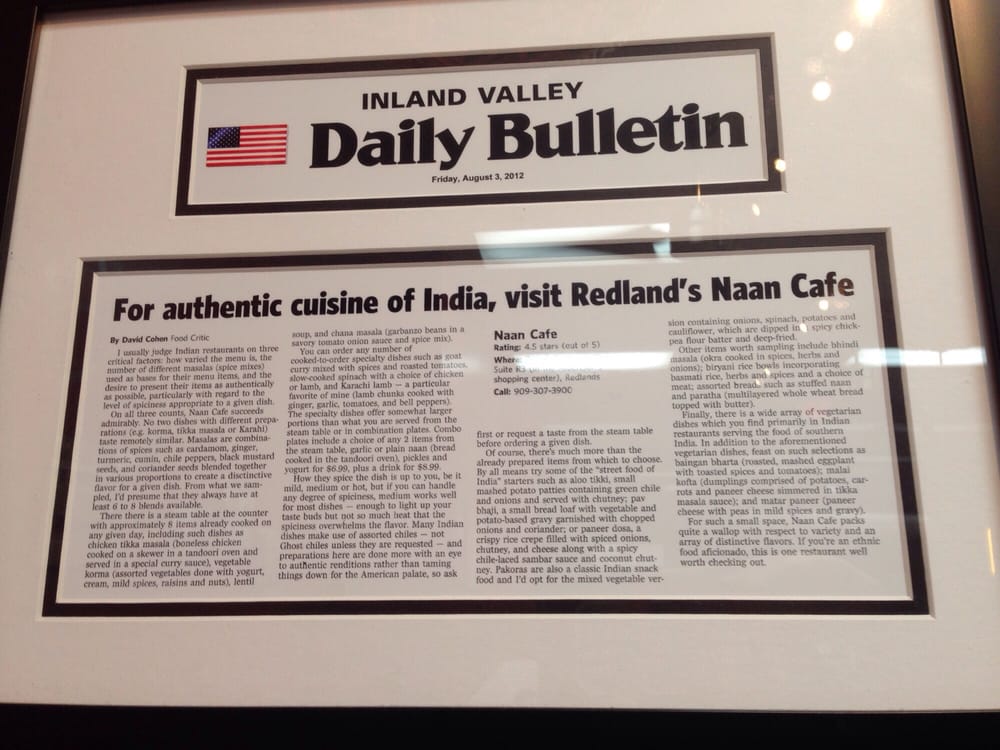 INLAND VALLEY
Daily Bulletin
Friday, August 3, 2012
For authentic cuisine of India, visit Redland's Naan Cafe
By David Cohen Food Critic
I usually judge Indian restaurants on three
critical factors: how varied the menu is, the
number of different masalas (spice mixes)
used as bases for their menu items, and the
desire to present their items as authentically
as possible, particularly with regard to the
level of spiciness appropriate to a given dish.
On all three counts, Naan Cafe succeeds
admirably. No two dishes with different prepa-
rations (e.g. korma, tikka masala or Karahi)
taste remotely similar. Masalas are combina-
tions of spices such as cardamom, ginger,
turmeric, cumin, chile peppers, black mustard
seeds, and coriander seeds blended together
in various proportions to create a disctinctive
flavor for a given dish. From what we sam-
pled, I'd presume that they always have at
least 6 to 8 blends available.
There is a steam table at the counter
with approximately 8 items already cooked on
any given day, including such dishes as
chicken tikka masala (boneless chicken
cooked on a skewer in a tandoori oven and
served in a special curry sauce), vegetable
korma (assorted vegetables done with yogurt,
cream, mild spices, raisins and nuts), lentil
soup, and chana masala (garbanzo beans in a
savory tomato onion sauce and spice mix).
You can order any number of
cooked-to-order specialty dishes such as goat
curry mixed with spices and roasted tomatoes,
slow-cooked spinach with a choice of chicken
or lamb, and Karachi lamb — a particular
favorite of mine (lamb chunks cooked with
ginger, garlic, tomatoes, and bell peppers).
The specialty dishes offer somewhat larger
portions than what you are served from the
steam table or in combination plates. Combo
plates include a choice of any 2 items from
the steam table, garlic or plain naan (bread
cooked in the tandoori oven), pickles and
yogurt for $6.99, plus a drink for $8.99.
How they spice the dish is up to you, be it
mild, medium or hot, but if you can handle
any degree of spiciness, medium works well
for most dishes — enough to light up your
taste buds but not so much heat that the
spiciness overwhelms the flavor. Many Indian
dishes make use of assorted chiles — not
Ghost chiles unless they are requested — and
preparations here are done more with an eye
to authentic renditions rather than taming
things down for the American palate, so ask
Naan Cafe
Rating: 4.5 stars (out of 5)
Where:
Suite
shopping center), Redlands
Call: 909-307-3900
first or request a taste from the steam table
before ordering a given dish.
Of course, there's much more than the
already prepared items from which to choose.
By all means try some of the "street food of
India" starters such as aloo tikki, small
mashed potato patties containing green chile
and onions and served with chutney; pav
bhaji, a small bread loaf with vegetable and
potato-based gravy garnished with chopped
onions and coriander; or paneer dosa, a
crispy rice crepe filled with spiced onions,
chutney, and cheese along with a spicy
chile-laced sambar sauce and coconut chut-
ney. Pakoras are also a classic Indian snack
food and I'd opt for the mixed vegetable ver-
sion containing onions, spinach, potatoes and
cauliflower, which are dipped in spicy chick-
pea flour batter and deep-fried.
Other items worth sampling include bhindi
masala (okra cooked in spices, herbs and
onions); biryani rice bowls incorporating
basmati rice, herbs and spices and a choice of
meat; assorted breads such as stuffed naan
and paratha (multilayered whole wheat bread
topped with butter).
Finally, there is a wide array of vegetarian
dishes which you find primarily in Indian
restaurants serving the food of southern
India. In addition to the aforementioned
vegetarian dishes, feast on such selections as
baingan bharta (roasted, mashed eggplant
with toasted spices and tomatoes); malai
kofta (dumplings comprised of potatoes, car-
rots and paneer cheese simmered in tikka
masala sauce); and matar paneer (paneer
cheese with peas in mild spices and gravy).
For such a small space, Naan Cafe packs
quite a wallop with respect to variety and an
array of distinctive flavors. If you're an ethnic
food aficionado, this is one restaurant well
worth checking out.